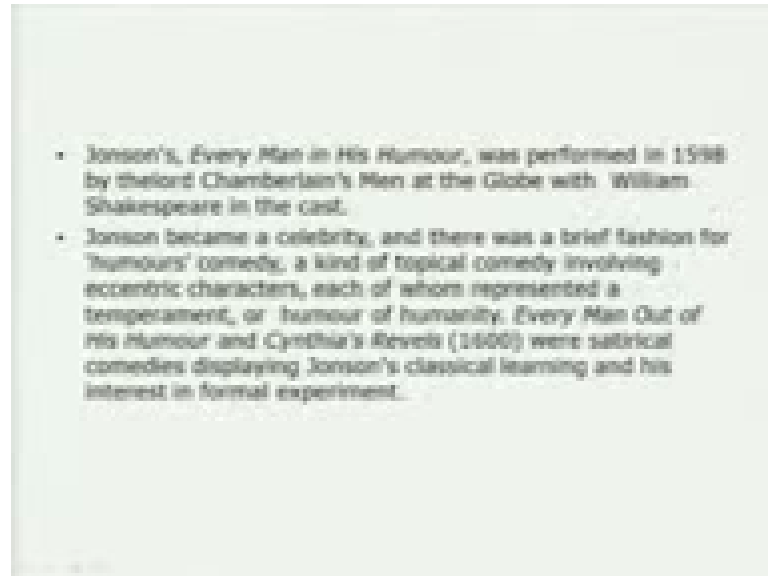 • Jonson's, Every Man in His Humour, was performed in 1598
by thelord Chamberlain's Men at the Globe with William
Shakespeare in the cast.
• Jonson became a celebrity, and there was a brief fashion for
'humours' comedy, a kind of topical comedy involving
eccentric characters, each of whom represented a
temperament, or humour of humanity. Every Man Out of
His Humour and Cynthia's Revels (1600) were satirical
comedies displaying Jonson's classical learning and his
interest in formal experiment.